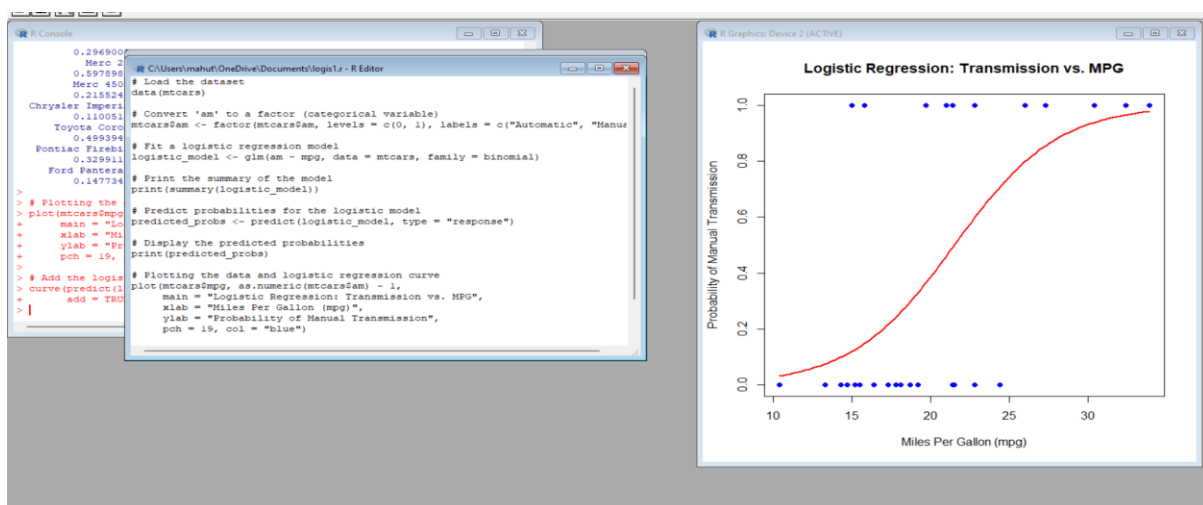 R Console
0.296900
Merc 2
0.597898
Merc 450
0.215524
Chrysler Imperi
0.110051
Toyota Coro
0.499394
Pontiac Firebi
0.329911
Ford Pantera
0.147734
>
> # Plotting the
> plot(mtcars$mpg
+ main = "Lo
+ xlab = "Mi
+ ylab = "Pr
+ pch = 19,
>
> # Add the logis
> curve(predict(l
+ add = TRU
>
C:\Users\mahut\OneDrive\Documents\logis1.r - R Editor
# Load the dataset
data(mtcars)
# Convert 'am' to a factor (categorical variable)
mtcars$am <- factor(mtcars$am, levels = c(0, 1), labels = c("Automatic", "Manua
# Fit a logistic regression model
logistic_model <- glm(am ~ mpg, data = mtcars, family = binomial)
# Print the summary of the model
print(summary(logistic_model))
# Predict probabilities for the logistic model
predicted_probs <- predict(logistic_model, type = "response")
# Display the predicted probabilities
print(predicted_probs)
# Plotting the data and logistic regression curve
plot(mtcars$mpg, as.numeric(mtcars$am) - 1,
main = "Logistic Regression: Transmission vs. MPG",
xlab = "Miles Per Gallon (mpg)",
ylab = "Probability of Manual Transmission",
pch = 19, col = "blue")
R Graphics: Device 2 (ACTIVE)
Logistic Regression: Transmission vs. MPG
Probability of Manual Transmission
1.0
0.8
0.6
0.4
0.2
0.0
10 15 20 25 30
Miles Per Gallon (mpg)